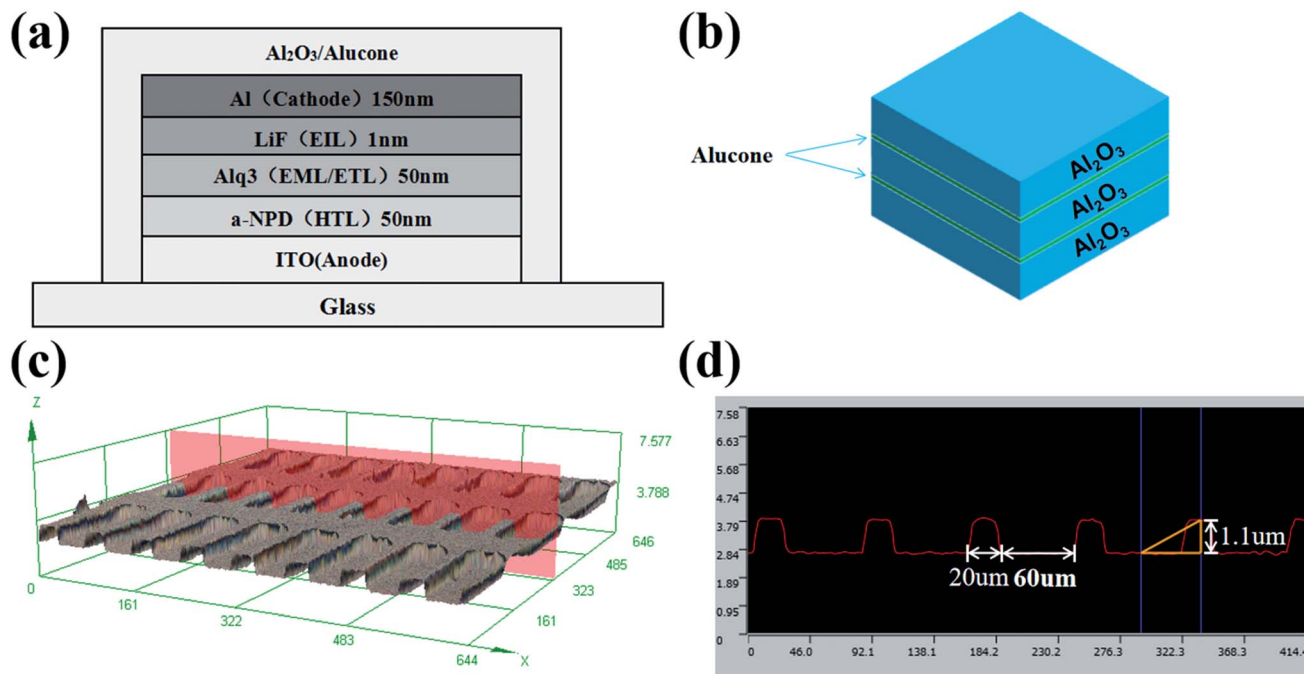 (a)
Al₂O₃/Alucone
Al（Cathode）150nm
LiF（EIL）1nm
Alq3（EML/ETL）50nm
a-NPD（HTL）50nm
ITO(Anode)
Glass
(b)
Alucone
Al₂O₃
Al₂O₃
Al₂O₃
(c)
Z
7.577
3.788
646
485
323
161
0
161
322
483
644
X
(d)
7.58
6.63
5.68
4.74
3.79
2.84
1.89
0.95
0
1.1um
20um 60um
0 46.0 92.1 138.1 184.2 230.2 276.3 322.3 368.3 414.4